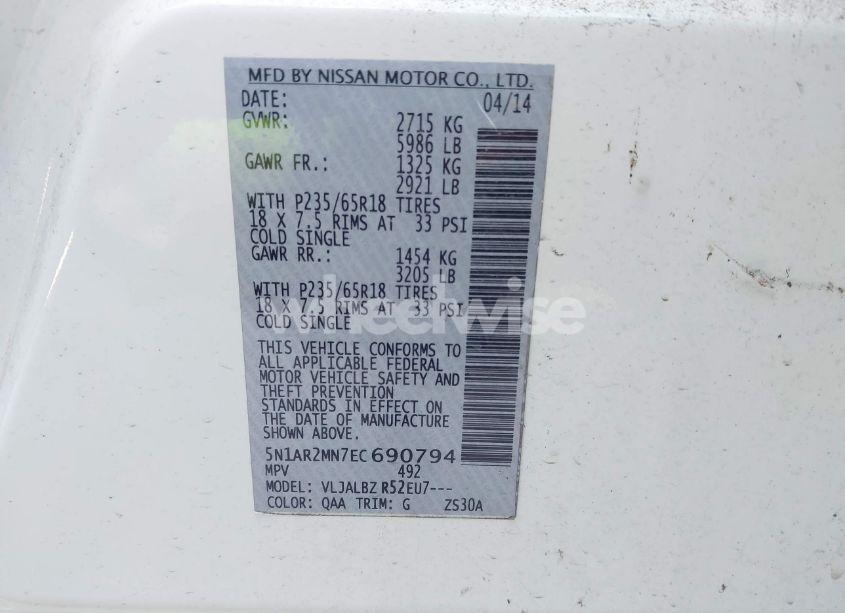 MFD BY NISSAN MOTOR CO., LTD.
DATE: 04/14
GVWR: 2715 KG
5986 LB
GAWR FR.: 1325 KG
2921 LB
WITH P235/65R18 TIRES
18 X 7.5 RIMS AT 33 PSI
COLD SINGLE
GAWR RR.: 1454 KG
3205 LB
WITH P235/65R18 TIRES
18 X 7.5 RIMS AT 33 PSI
COLD SINGLE
wheelwise
THIS VEHICLE CONFORMS TO
ALL APPLICABLE FEDERAL
MOTOR VEHICLE SAFETY AND
THEFT PREVENTION
STANDARDS IN EFFECT ON
THE DATE OF MANUFACTURE
SHOWN ABOVE.
5N1AR2MN7EC690794
MPV 492
MODEL: VLJALBZ R52EU7---
COLOR: QAA TRIM: G ZS30A